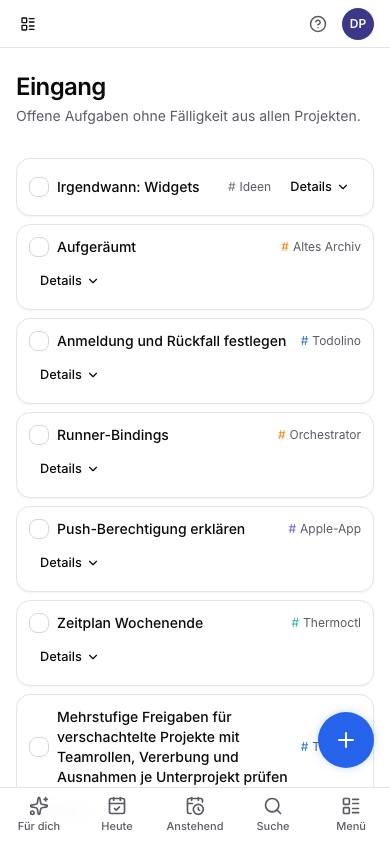 DP
Eingang
Offene Aufgaben ohne Fälligkeit aus allen Projekten.
Irgendwann: Widgets # Ideen Details
Aufgeräumt # Altes Archiv
Details
Anmeldung und Rückfall festlegen # Todolino
Details
Runner-Bindings # Orchestrator
Details
Push-Berechtigung erklären # Apple-App
Details
Zeitplan Wochenende # Thermoctl
Details
Mehrstufige Freigaben für
verschachtelte Projekte mit
Teamrollen, Vererbung und #
Ausnahmen je Unterprojekt prüfen
Für dich Heute Anstehend Suche Menü